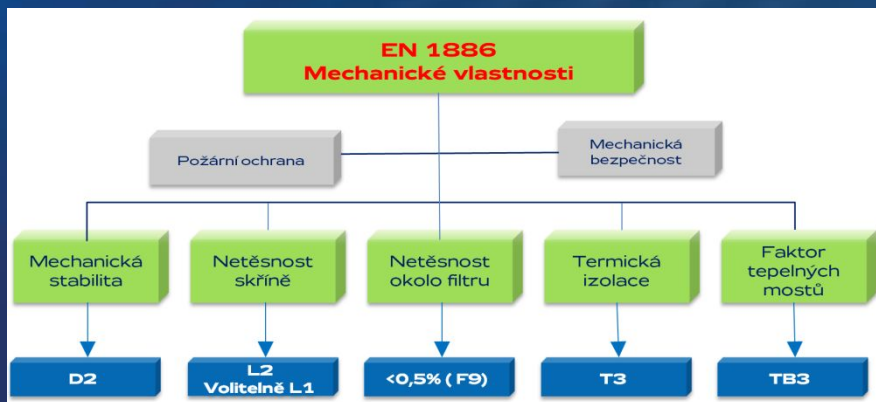 EN 1886
Mechanické vlastnosti
Požární ochrana
Mechanická
bezpečnost
Mechanická
stabilita
Netěsnost
skříně
Netěsnost
okolo filtru
Termická
izolace
Faktor
tepelných
mostů
D2
L2
Volitelně L1
<0,5% ( F9)
T3
TB3